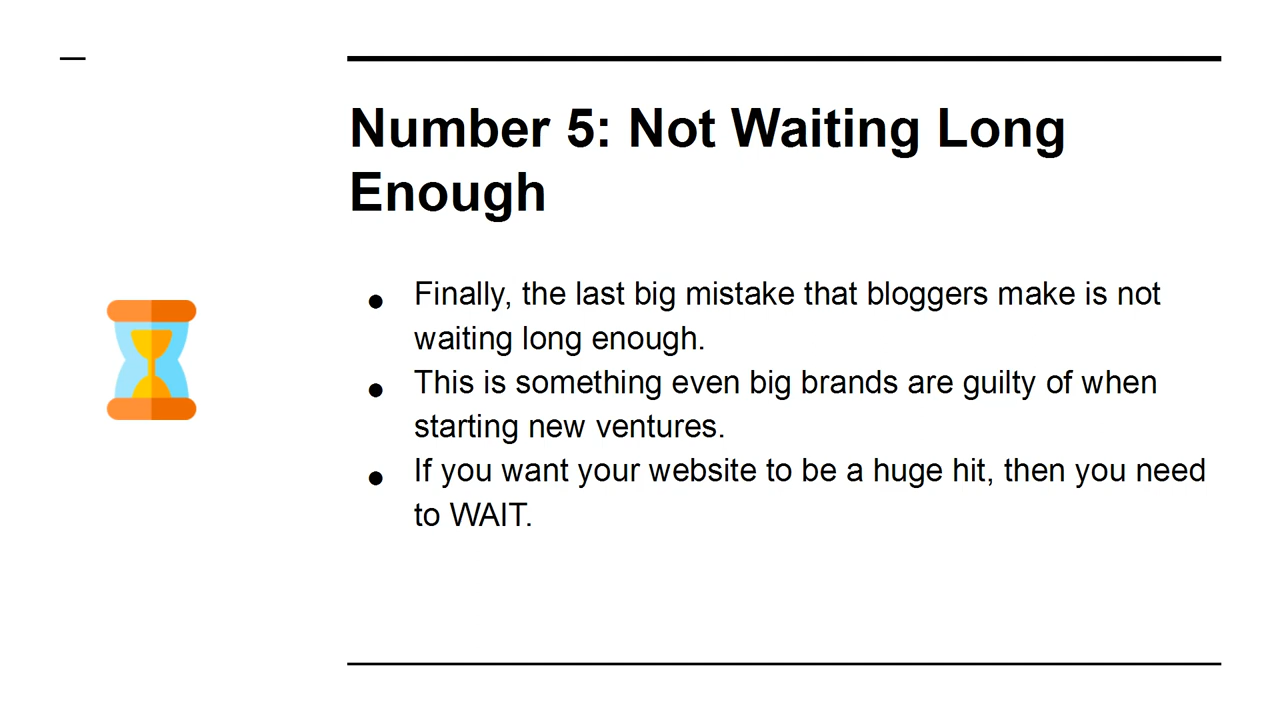 Number 5: Not Waiting Long
Enough
● Finally, the last big mistake that bloggers make is not
waiting long enough.
● This is something even big brands are guilty of when
starting new ventures.
● If you want your website to be a huge hit, then you need
to WAIT.